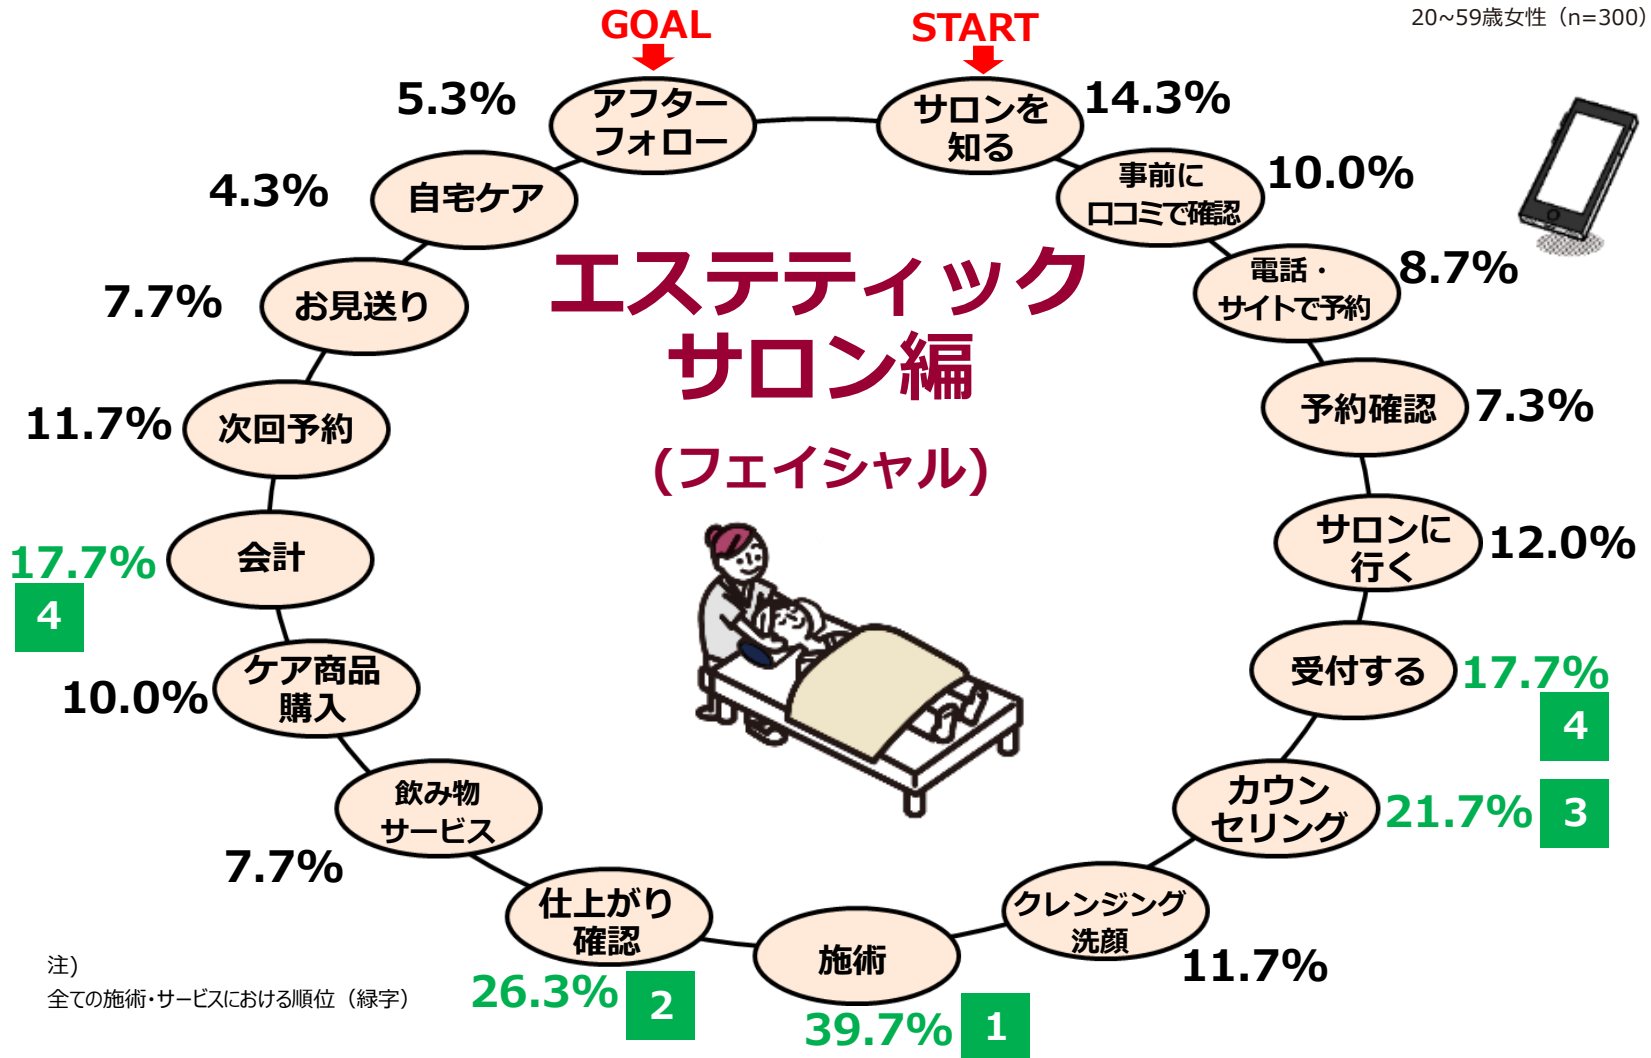 20~59歳女性（n=300）
GOAL
START
サロンを
知る
14.3%
事前に
口コミで確認
10.0%
電話・
サイトで予約
8.7%
予約確認
7.3%
サロンに
行く
12.0%
受付する
17.7%
4
カウン
セリング
21.7%
3
クレンジング
洗顔
11.7%
施術
39.7%
1
仕上がり
確認
26.3%
2
飲み物
サービス
7.7%
ケア商品
購入
10.0%
会計
17.7%
4
次回予約
11.7%
お見送り
7.7%
自宅ケア
4.3%
アフター
フォロー
5.3%
エステティック
サロン編
(フェイシャル)
注)
全ての施術・サービスにおける順位（緑字）